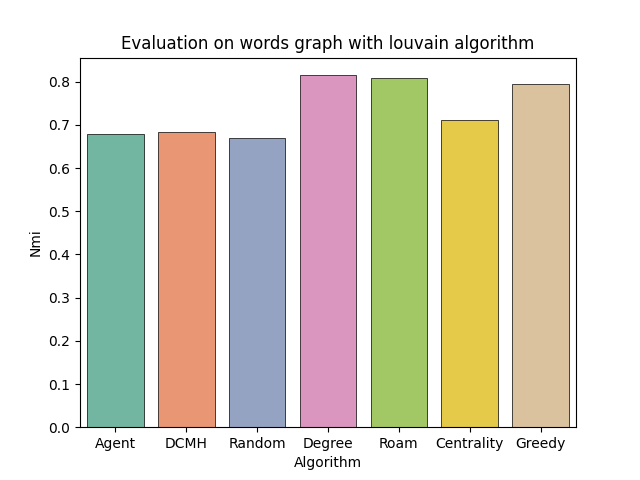 Evaluation on words graph with louvain algorithm
0.8
0.7
0.6
0.5
0.4
0.3
0.2
0.1
0.0
Nmi
Agent DCMH Random Degree Roam Centrality Greedy
Algorithm